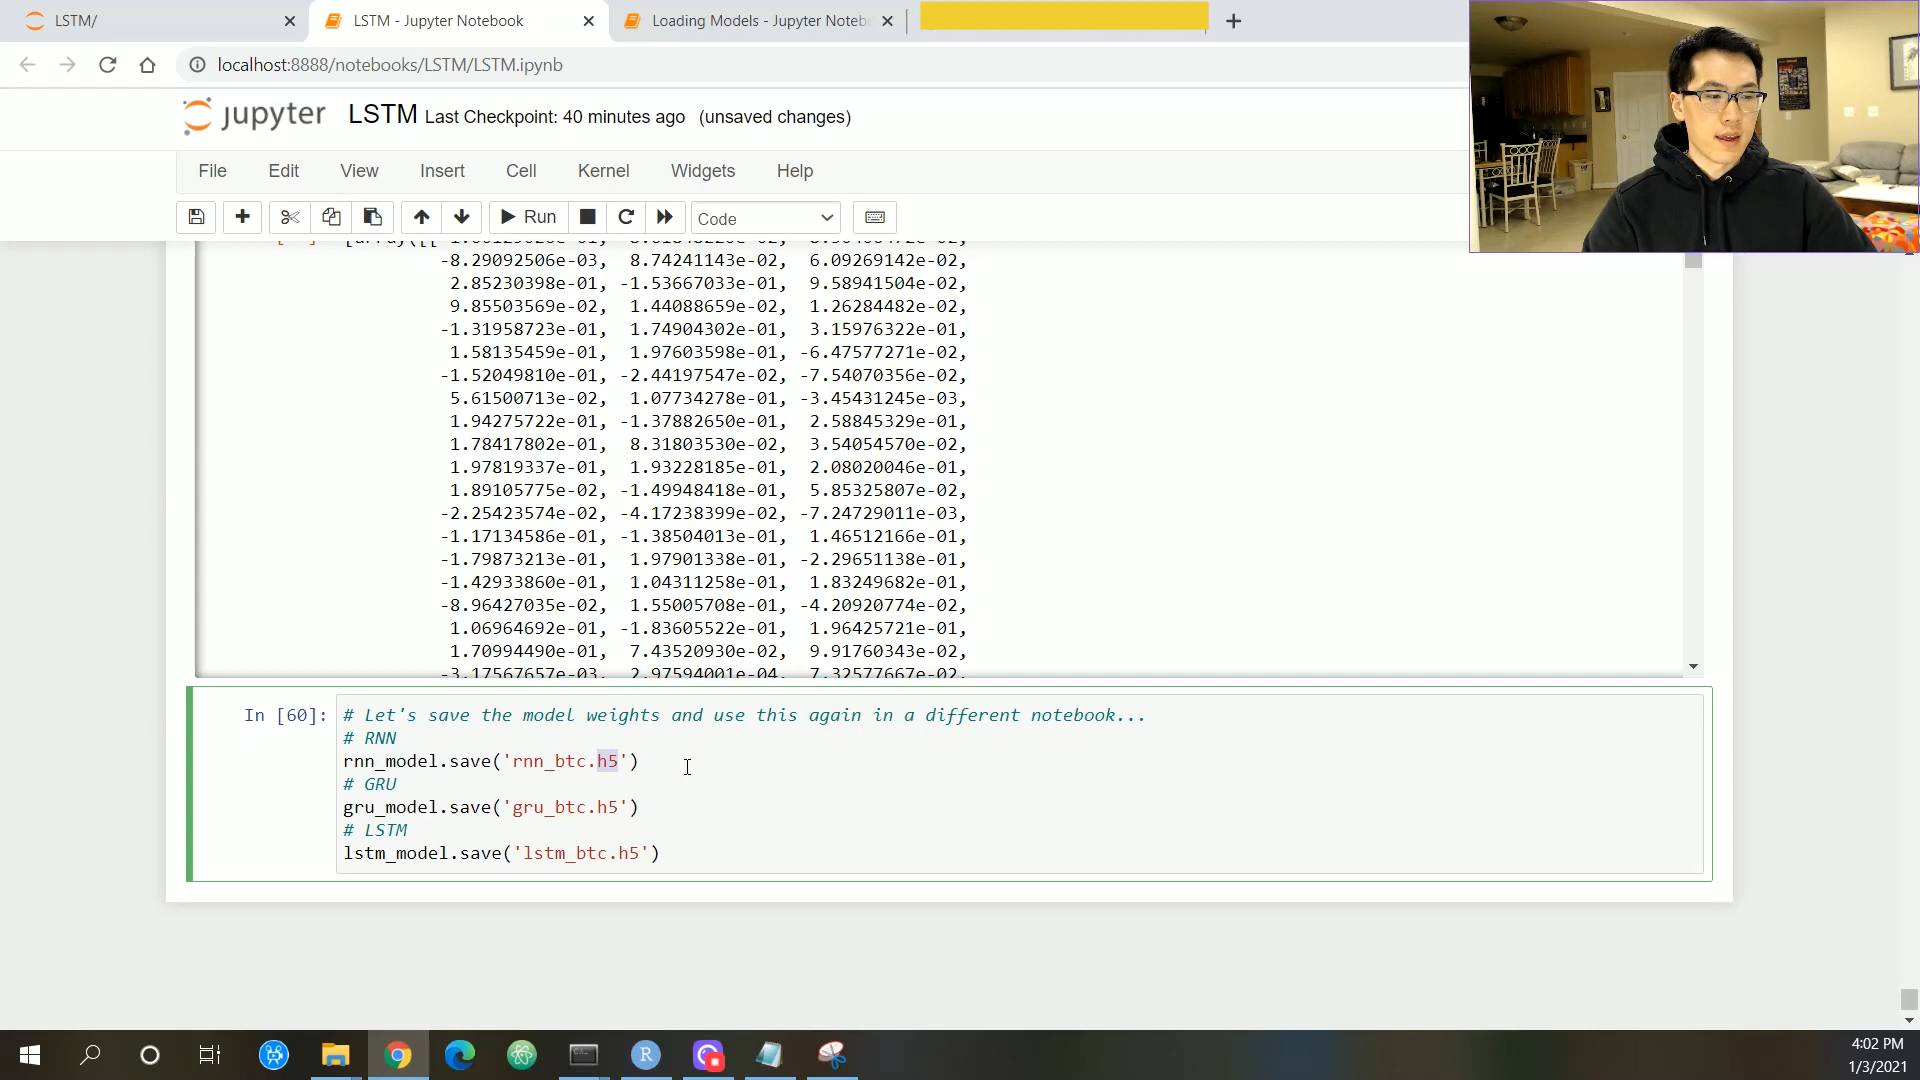 LSTM/
LSTM - Jupyter Notebook
Loading Models - Jupyter Noteb
localhost:8888/notebooks/LSTM/LSTM.ipynb
jupyter LSTM Last Checkpoint: 40 minutes ago (unsaved changes)
File Edit View Insert Cell Kernel Widgets Help
Run Code
-8.29092506e-03, 8.74241143e-02, 6.09269142e-02,
2.85230398e-01, -1.53667033e-01, 9.58941504e-02,
9.85503569e-02, 1.44088659e-02, 1.26284482e-02,
-1.31958723e-01, 1.74904302e-01, 3.15976322e-01,
1.58135459e-01, 1.97603598e-01, -6.47577271e-02,
-1.52049810e-01, -2.44197547e-02, -7.54070356e-02,
5.61500713e-02, 1.07734278e-01, -3.45431245e-03,
1.94275722e-01, -1.37882650e-01, 2.58845329e-01,
1.78417802e-01, 8.31803530e-02, 3.54054570e-02,
1.97819337e-01, 1.93228185e-01, 2.08020046e-01,
1.89105775e-02, -1.49948418e-01, 5.85325807e-02,
-2.25423574e-02, -4.17238399e-02, -7.24729011e-03,
-1.17134586e-01, -1.38504013e-01, 1.46512166e-01,
-1.79873213e-01, 1.97901338e-01, -2.29651138e-01,
-1.42933860e-01, 1.04311258e-01, 1.83249682e-01,
-8.96427035e-02, 1.55005708e-01, -4.20920774e-02,
1.06964692e-01, -1.83605522e-01, 1.96425721e-01,
1.70994490e-01, 7.43520930e-02, 9.91760343e-02,
-3.17567657e-03, 2.97594001e-04, 7.32577667e-02,
In [60]: # Let's save the model weights and use this again in a different notebook...
# RNN
rnn_model.save('rnn_btc.h5')
# GRU
gru_model.save('gru_btc.h5')
# LSTM
lstm_model.save('lstm_btc.h5')
R
4:02 PM
1/3/2021